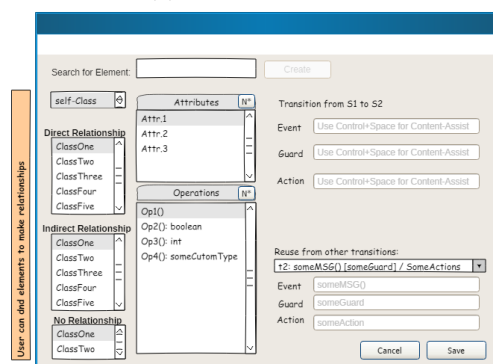 Search for Element:
Create
self-Class
Attributes
N°
Attr.1
Attr.2
Attr.3
Direct Relationship
ClassOne
ClassTwo
ClassThree
ClassFour
ClassFive
Operations
N°
Op1()
Op2(): boolean
Op3(): int
Op4(): someCutomType
Indirect Relationship
ClassOne
ClassTwo
ClassThree
ClassFour
ClassFive
No Relationship
ClassOne
ClassTwo
User can dnd elements to make relationships
Transition from S1 to S2
Event Use Control+Space for Content-Assist
Guard Use Control+Space for Content-Assist
Action Use Control+Space for Content-Assist
Reuse from other transitions:
t2: someMSG() [someGuard] / SomeActions
Event someMSG()
Guard someGuard
Action someAction
Cancel Save